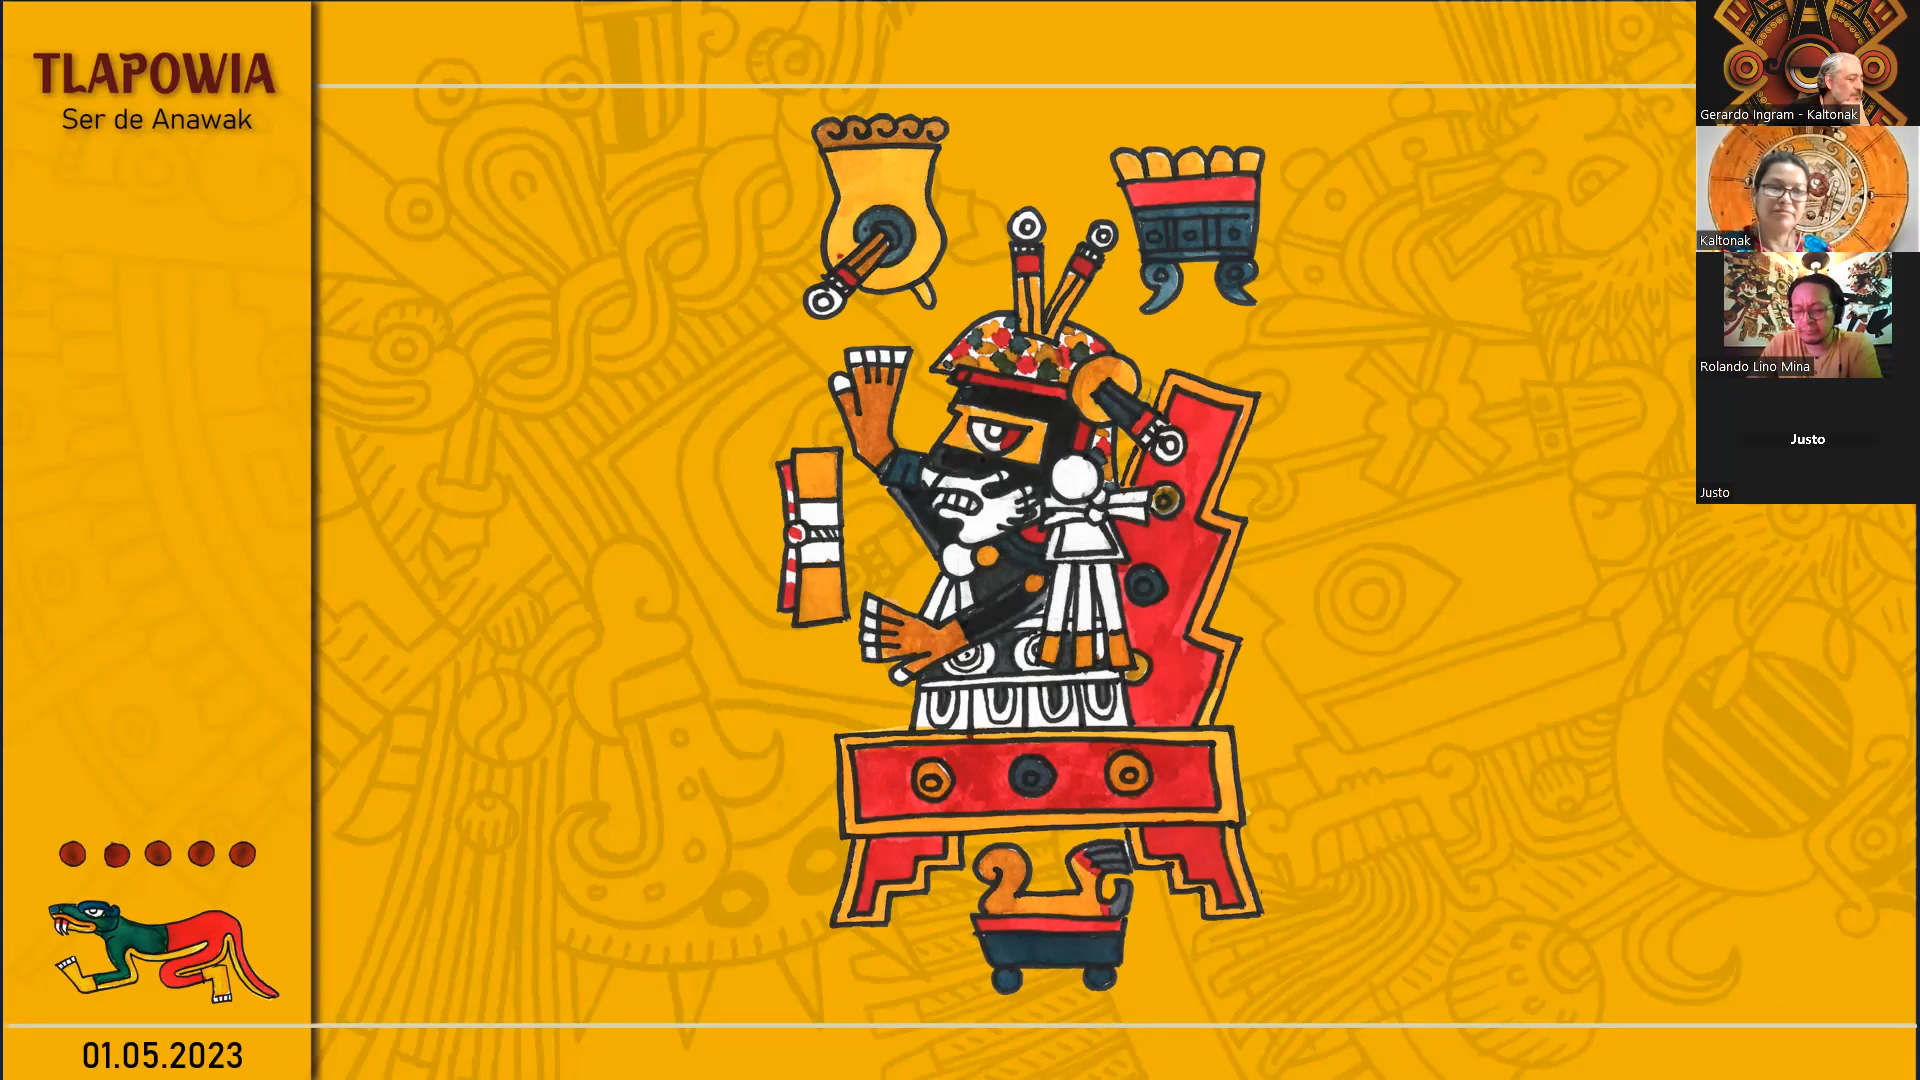 TLAPOWIA
Ser de Anawak
01.05.2023
Gerardo Ingram - Kaltonak
Kaltonak
Rolando Lino Mina
Justo
Justo